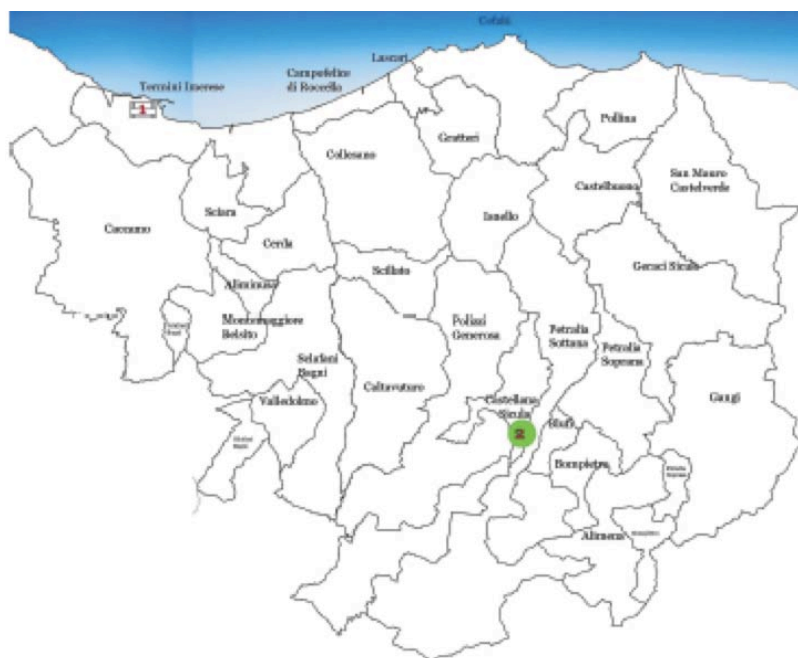 Cefalù
Lascari
Termini Imerese
Campofelice
di Roccella
1
Pollina
Gratteri
Collesano
San Mauro
Castelverde
Castelbuono
Sciara
Isnello
Caccamo
Cerda
Scillato
Geraci Siculo
Aliminusa
Montemaggiore
Belsito
Polizzi
Generosa
Petralia
Sottana
Petralia
Soprana
Sclafani
Bagni
Caltavuturo
Gangi
Valledolmo
Castellana
Sicula
2
Blufi
Bompietro
Alimena